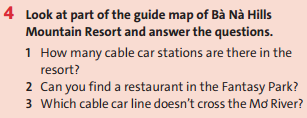 4 Look at part of the guide map of Bà Nà Hills
Mountain Resort and answer the questions.
1 How many cable car stations are there in the
resort?
2 Can you find a restaurant in the Fantasy Park?
3 Which cable car line doesn't cross the Mơ River?